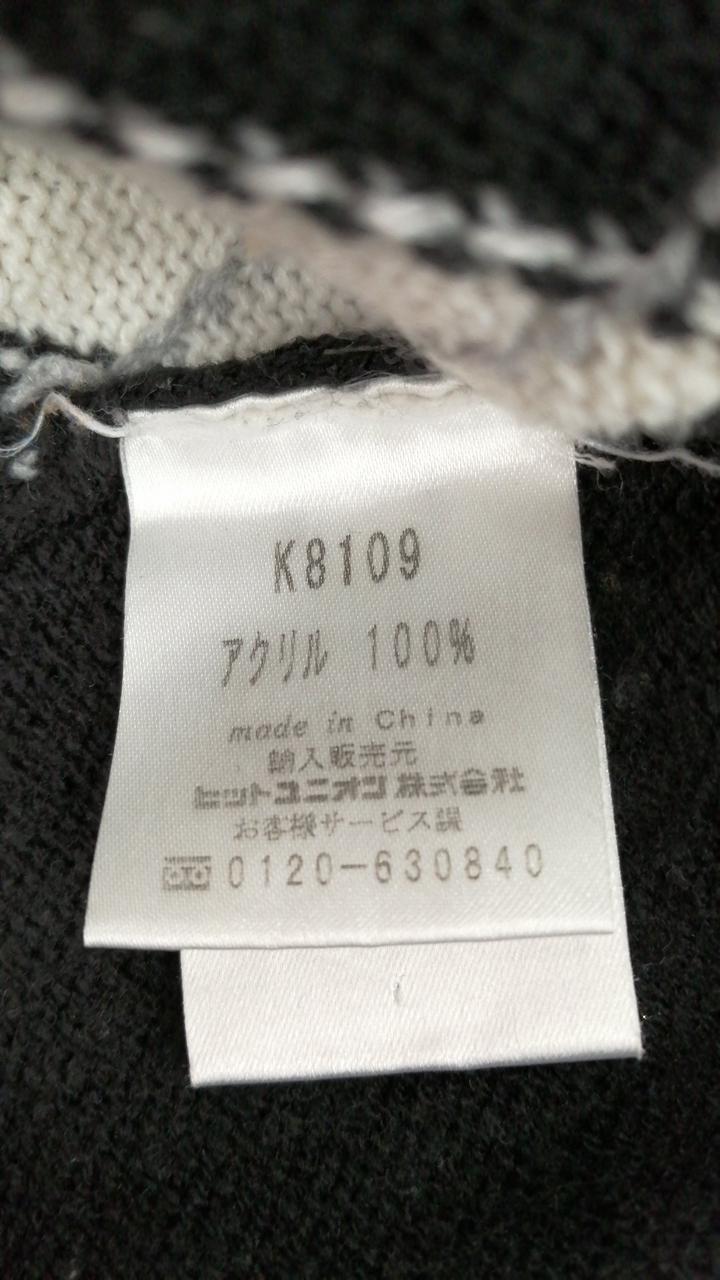 K8109
アクリル 100%
made in China
納入販売元
ヒットユニオン株式会社
お客様サービス課
0120-630840